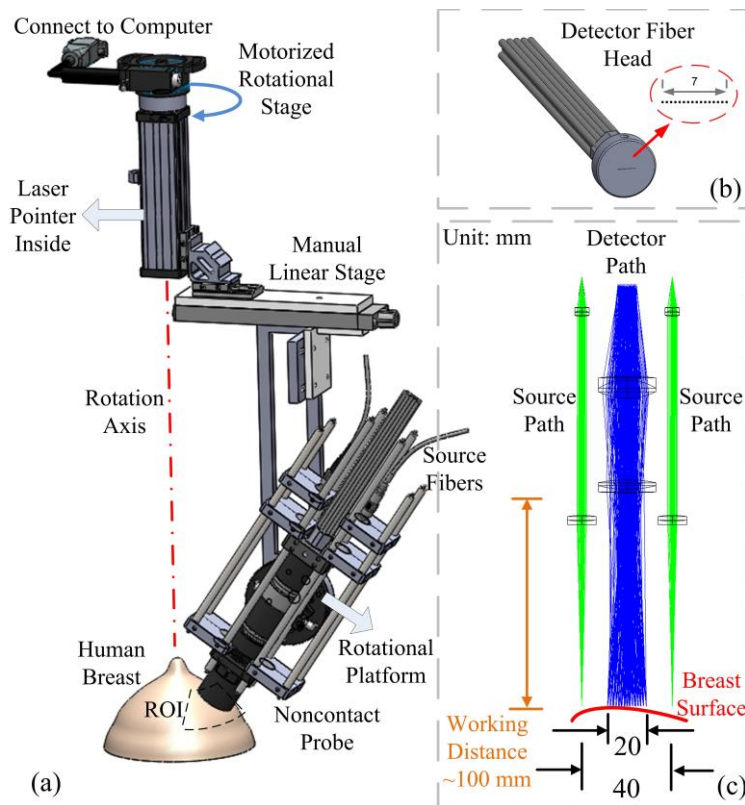 Connect to Computer
Motorized
Rotational
Stage
Laser
Pointer
Inside
Manual
Linear Stage
Rotation
Axis
Source
Fibers
Human
Breast
ROI
Rotational
Platform
Noncontact
Probe
(a)
Detector Fiber
Head
7
(b)
Unit: mm
Detector
Path
Source
Path
Source
Path
Breast
Surface
Working
Distance
~100 mm
20
40
(c)